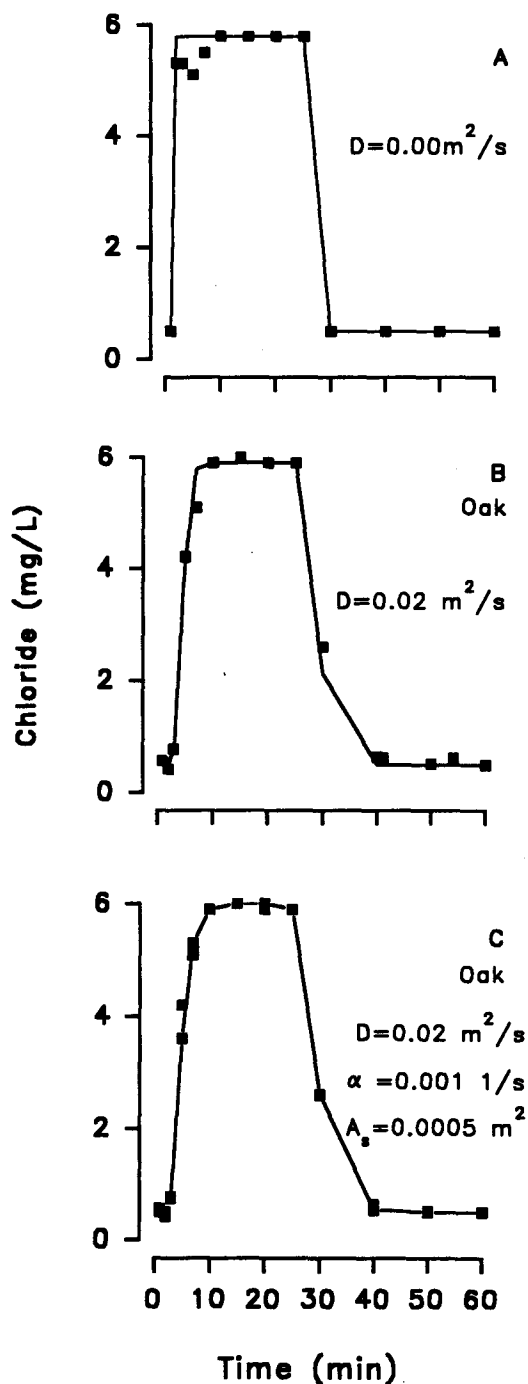 6
4
2
0
A
D=0.00m²/s
6
4
2
0
B
Oak
D=0.02 m²/s
Chloride (mg/L)
6
4
2
0
C
Oak
D=0.02 m²/s
α =0.001 1/s
Aₛ=0.0005 m²
0 10 20 30 40 50 60
Time (min)